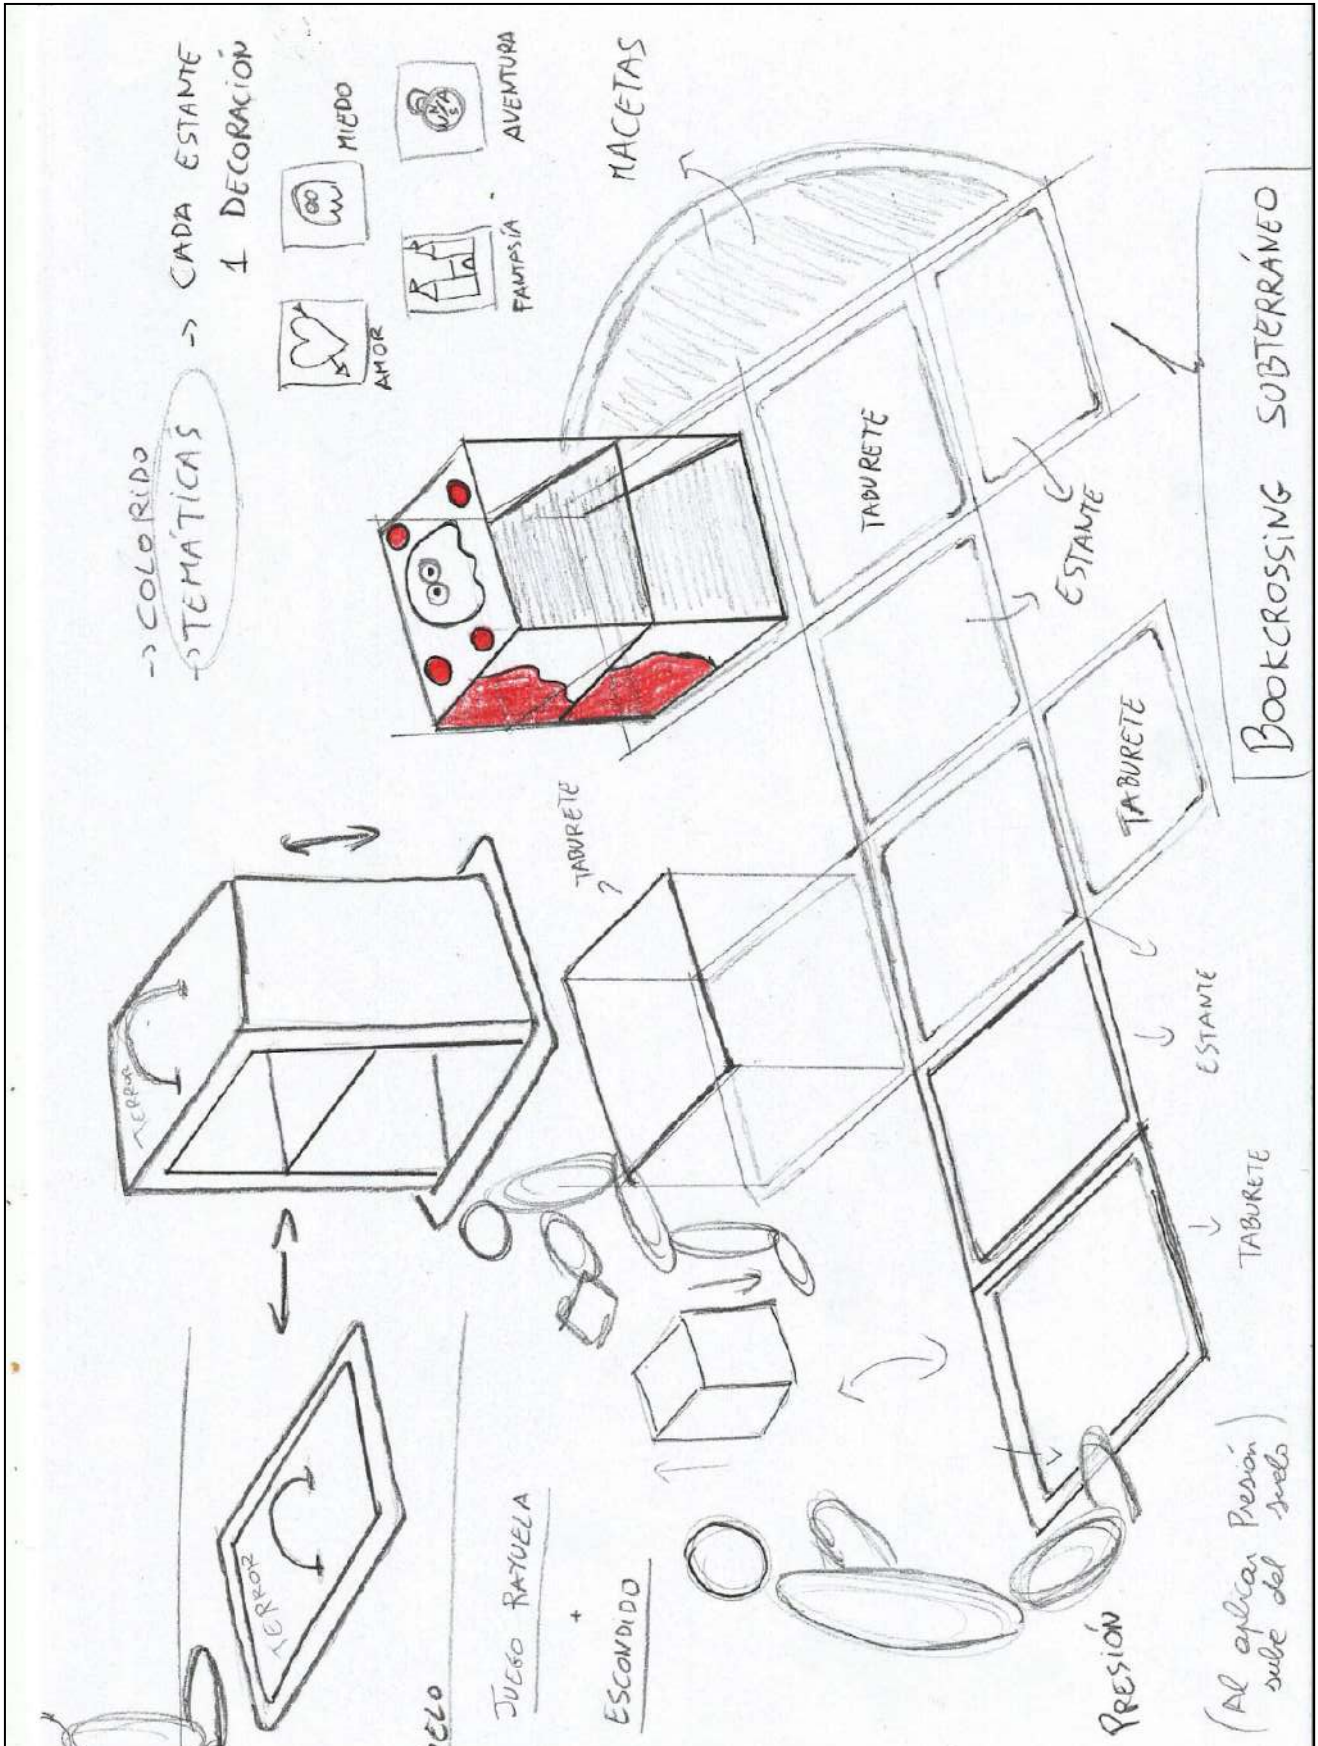 -> COLORIDO
-> TEMÁTICAS -> CADA ESTANTE
1 DECORACIÓN
AMOR
MIEDO
FANTASÍA
AVENTURA
MACETAS
TERROR
TERROR
JUEGO RAYUELA
+
ESCONDIDO
TABURETE
?
TABURETE
ESTANTE
TABURETE
ESTANTE
TABURETE
PRESIÓN
(Al aplicar Presión
sube del suelo)
BOOKCROSSING SUBTERRÁNEO